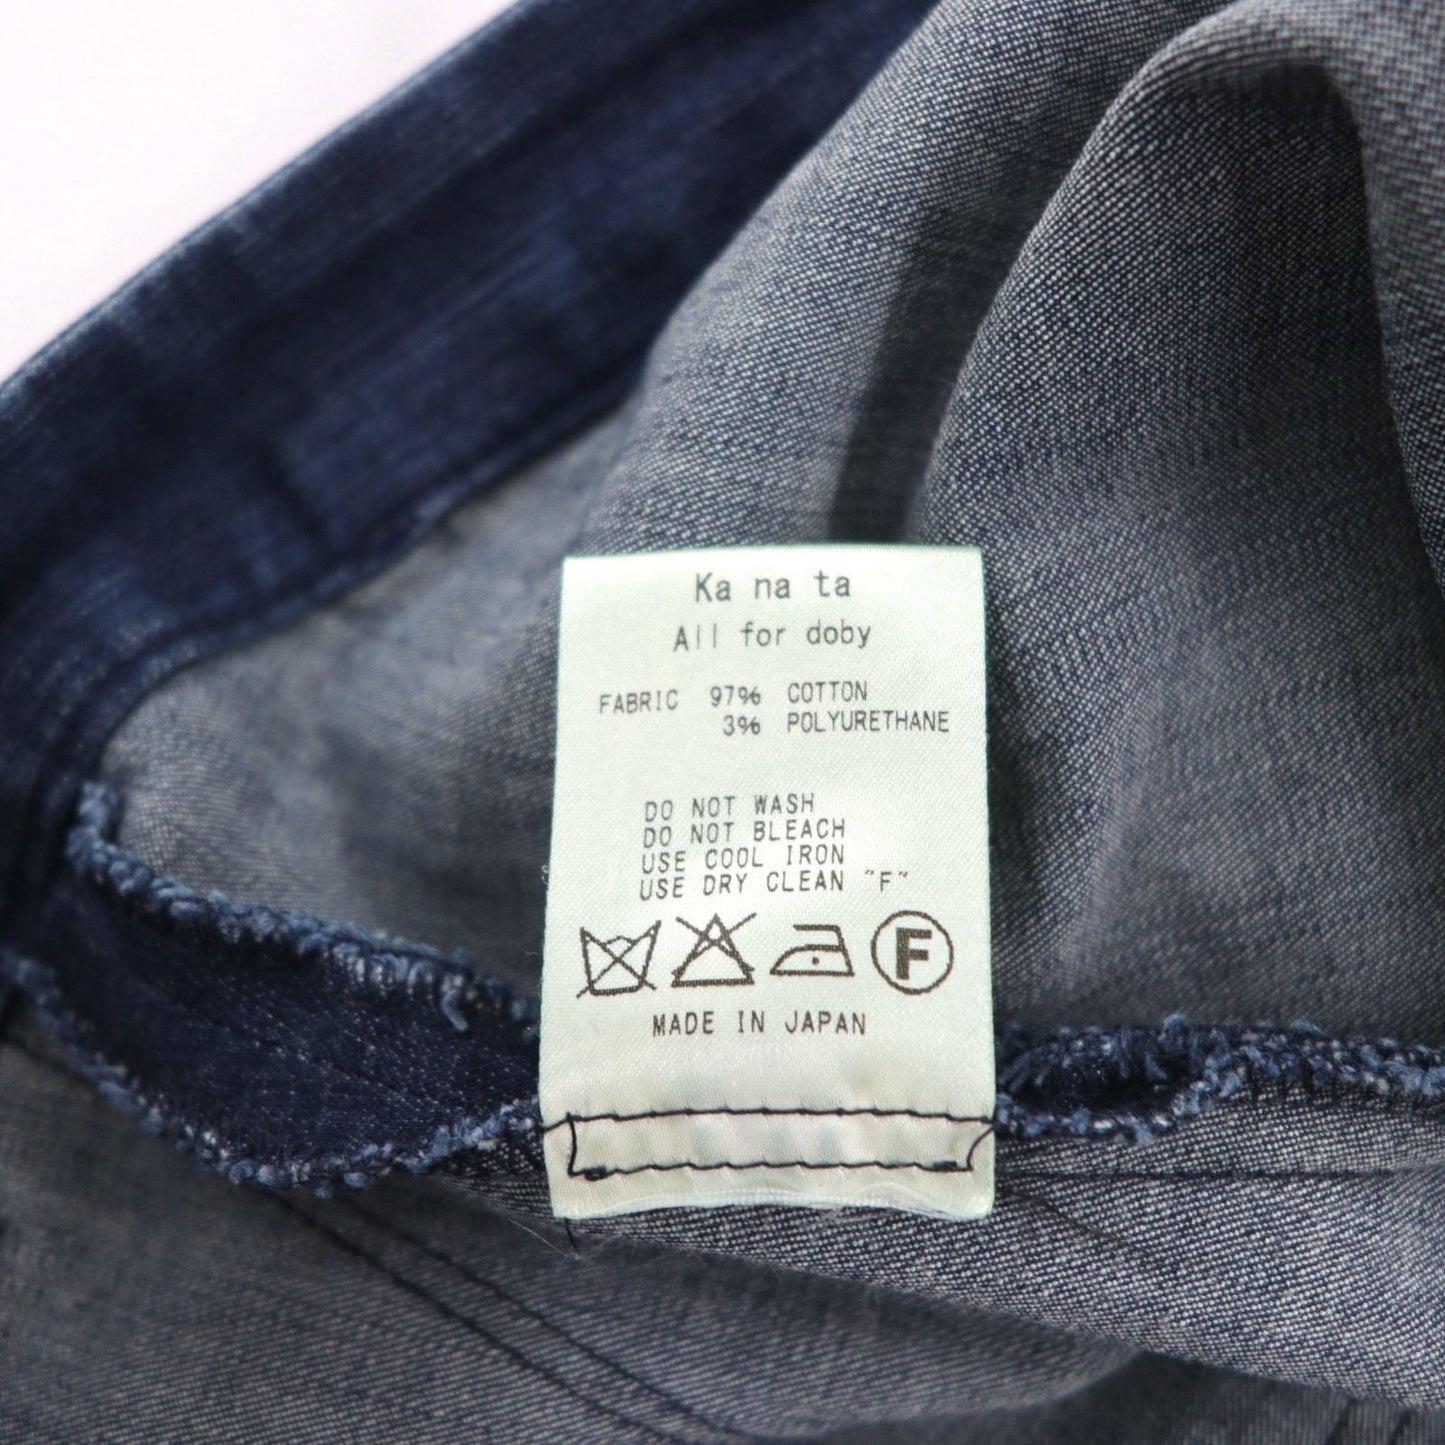 Ka na ta
All for doby
FABRIC 97% COTTON
3% POLYURETHANE
DO NOT WASH
DO NOT BLEACH
USE COOL IRON
USE DRY CLEAN "F"
F
MADE IN JAPAN